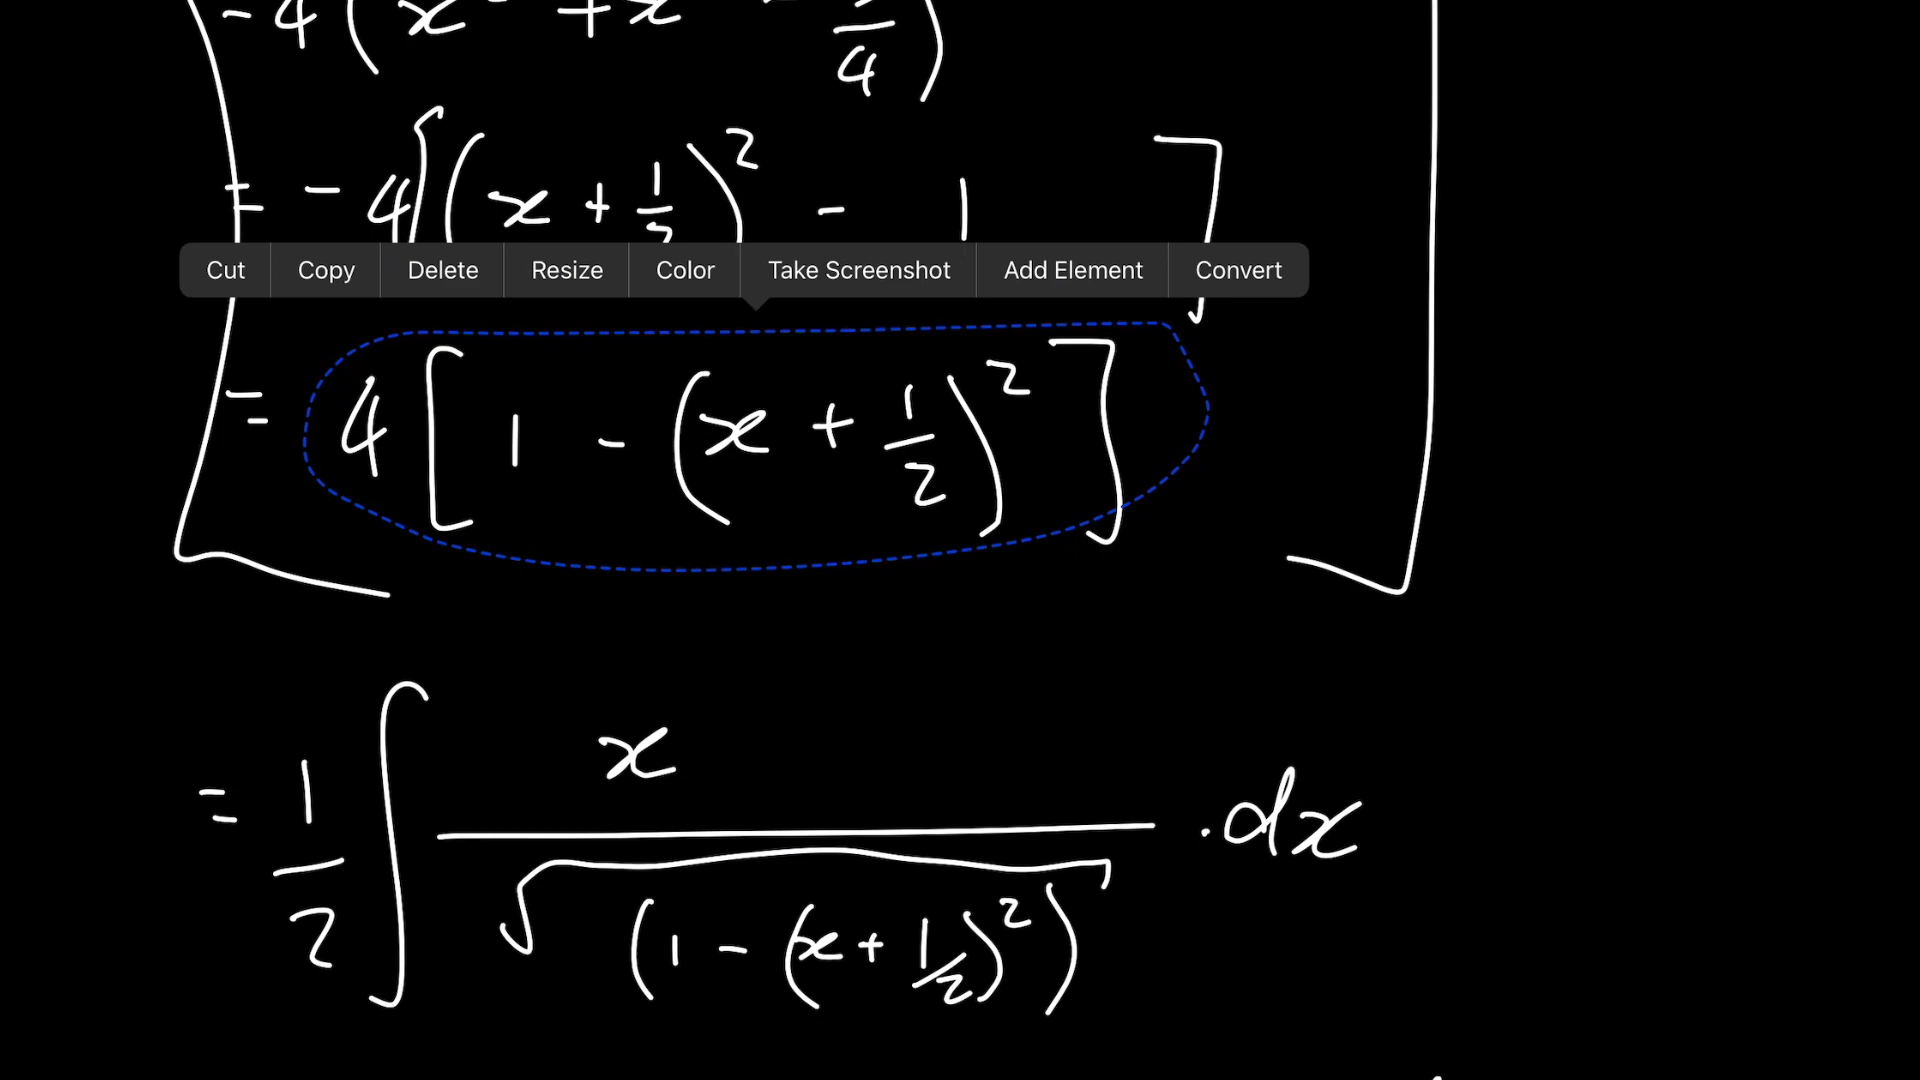 -4(x² + x - 3/4)
= -4[(x + 1/2)² - 1]
Cut Copy Delete Resize Color Take Screenshot Add Element Convert
= 4[1 - (x + 1/2)²]
= 1/2 ∫ x/√(1 - (x + 1/2)²) .dx